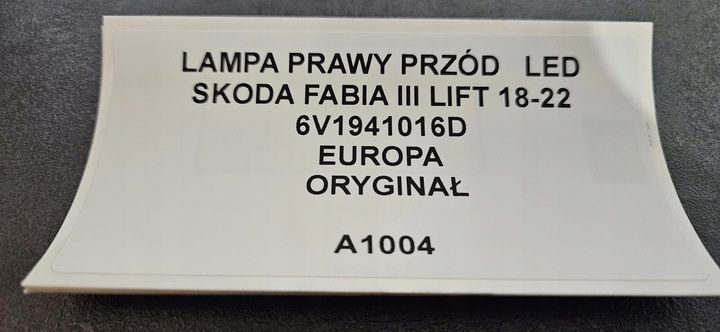 LAMPA PRAWY PRZÓD LED
SKODA FABIA III LIFT 18-22
6V1941016D
EUROPA
ORYGINAŁ
A1004